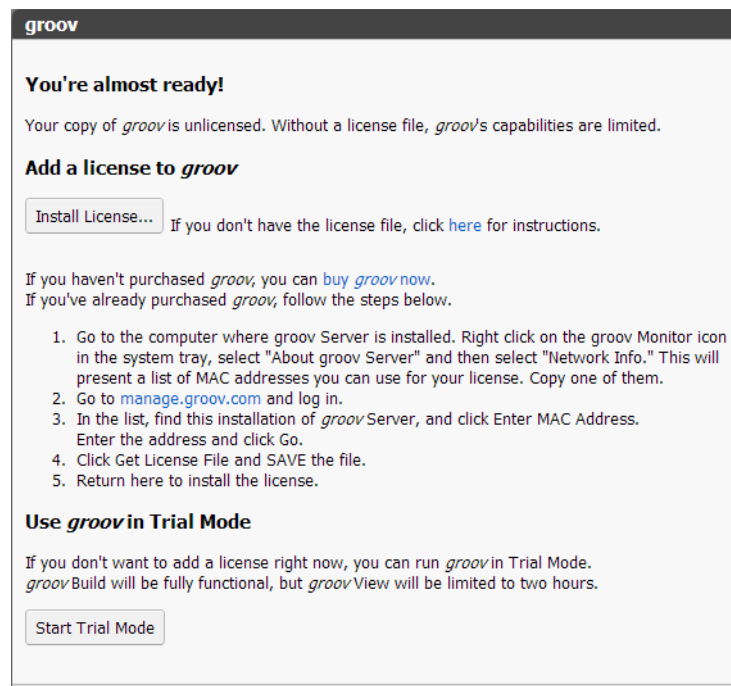 groov
You're almost ready!
Your copy of groov is unlicensed. Without a license file, groov's capabilities are limited.
Add a license to groov
Install License... If you don't have the license file, click here for instructions.
If you haven't purchased groov, you can buy groov now.
If you've already purchased groov, follow the steps below.
1. Go to the computer where groov Server is installed. Right click on the groov Monitor icon
in the system tray, select "About groov Server" and then select "Network Info." This will
present a list of MAC addresses you can use for your license. Copy one of them.
2. Go to manage.groov.com and log in.
3. In the list, find this installation of groov Server, and click Enter MAC Address.
Enter the address and click Go.
4. Click Get License File and SAVE the file.
5. Return here to install the license.
Use groov in Trial Mode
If you don't want to add a license right now, you can run groov in Trial Mode.
groov Build will be fully functional, but groov View will be limited to two hours.
Start Trial Mode